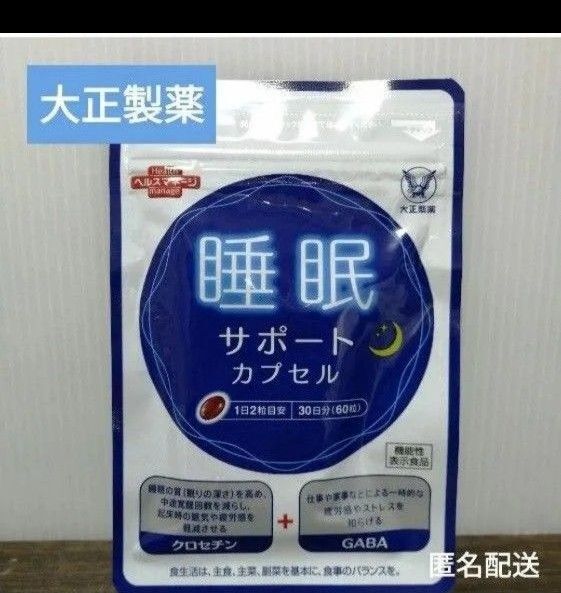 大正製薬
Health
ヘルスマネージ
manage
大正製薬
睡眠
サポート
カプセル
1日2粒目安 30日分(60粒)
機能性
表示食品
睡眠の質(眠りの深さ)を高め、
中途覚醒回数を減らし、
起床時の眠気や疲労感を
軽減させる
クロセチン
+
仕事や家事などによる一時的な
疲労感やストレスを
和らげる
GABA
食生活は、主食、主菜、副菜を基本に、食事のバランスを。
匿名配送